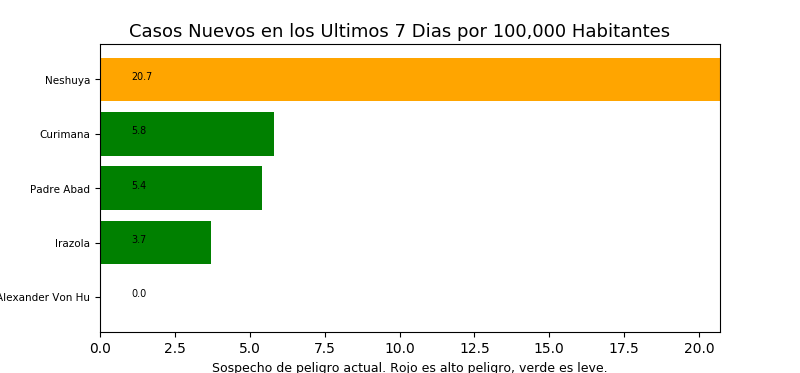 Casos Nuevos en los Ultimos 7 Dias por 100,000 Habitantes
Neshuya 20.7
Curimana 5.8
Padre Abad 5.4
Irazola 3.7
Alexander Von Hu 0.0
0.0 2.5 5.0 7.5 10.0 12.5 15.0 17.5 20.0
Sospecho de peligro actual. Rojo es alto peligro, verde es leve.